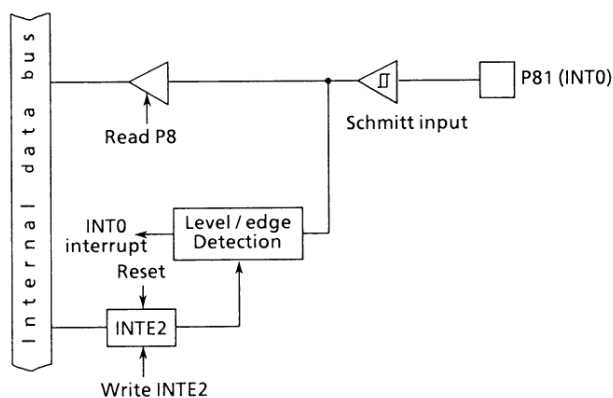 Internal data bus
P81 (INT0)
Schmitt input
Read P8
Level / edge
Detection
INT0
interrupt
Reset
INTE2
Write INTE2